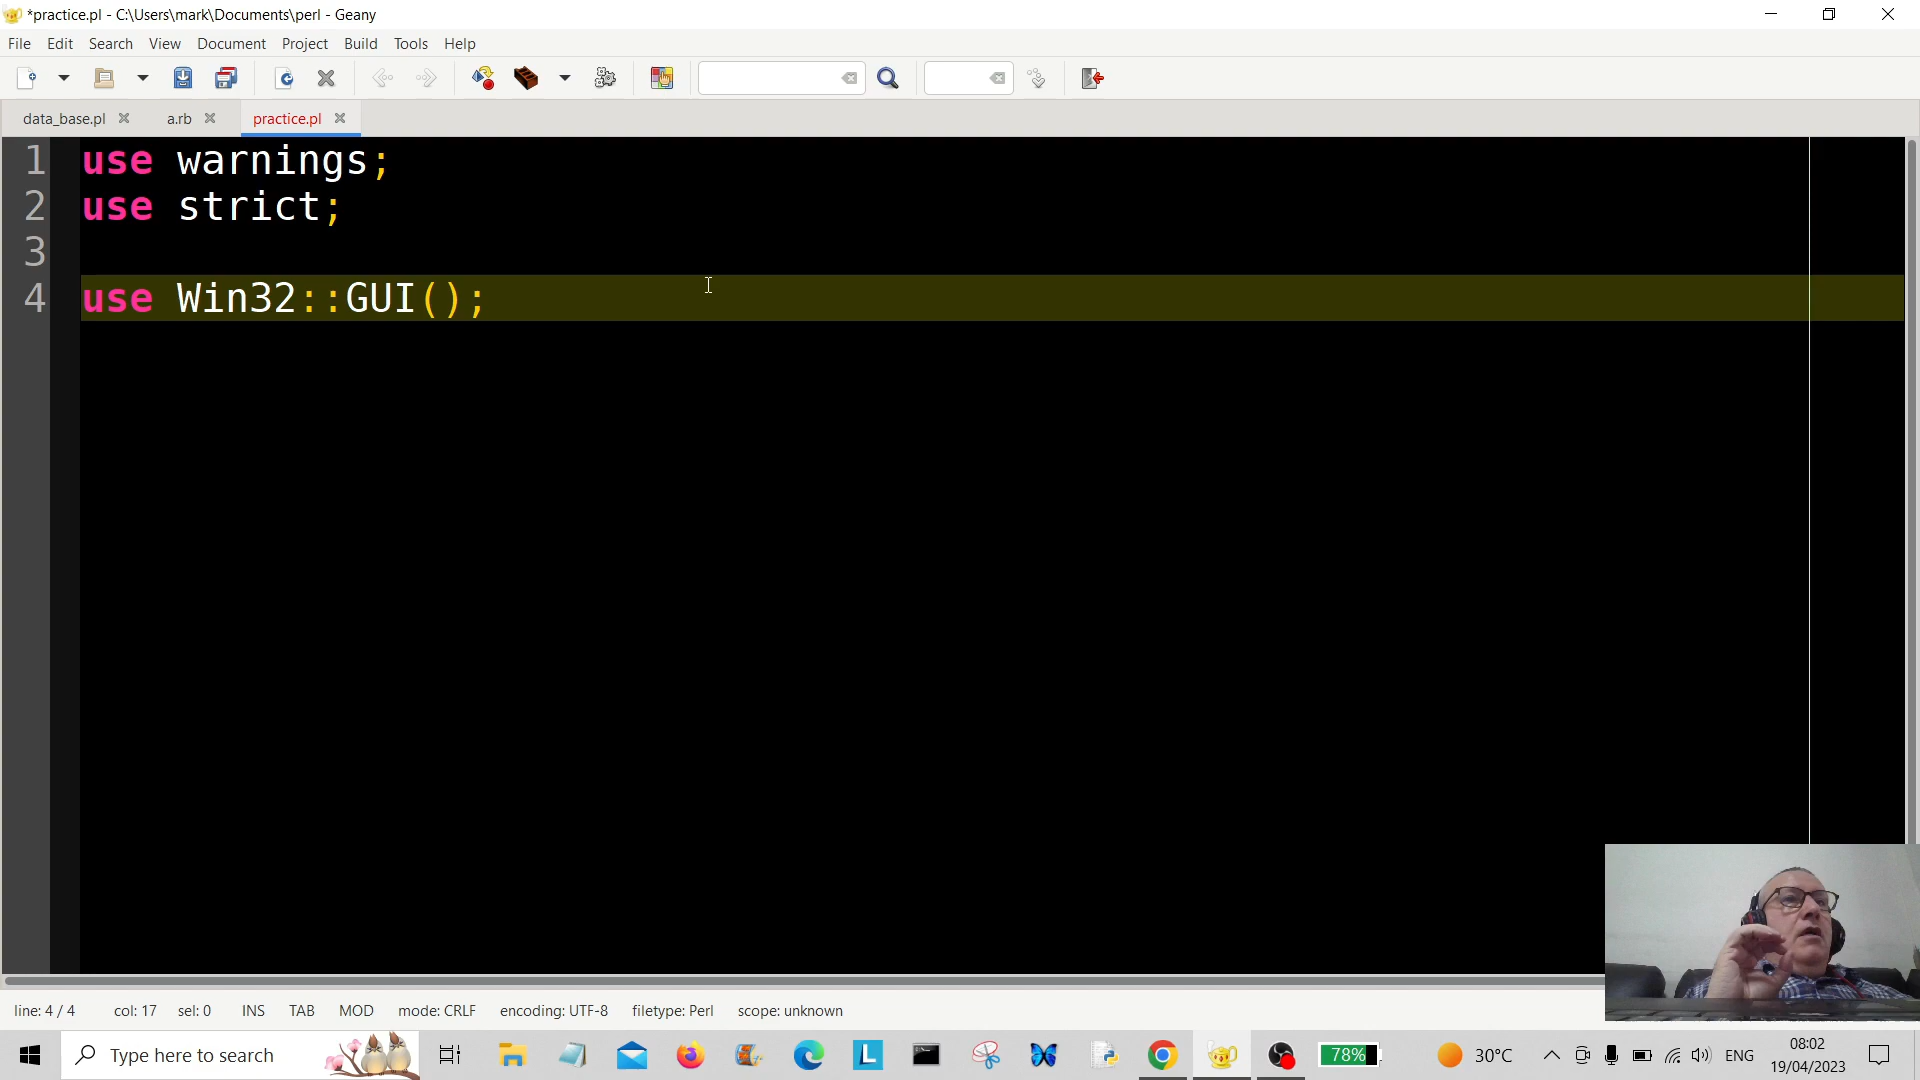 *practice.pl - C:\Users\mark\Documents\perl - Geany
File Edit Search View Document Project Build Tools Help
data_base.pl a.rb practice.pl
1 use warnings;
2 use strict;
3
4 use Win32::GUI();
line: 4 / 4 col: 17 sel: 0 INS TAB MOD mode: CRLF encoding: UTF-8 filetype: Perl scope: unknown
Type here to search L 78% 30°C ENG 08:02
19/04/2023